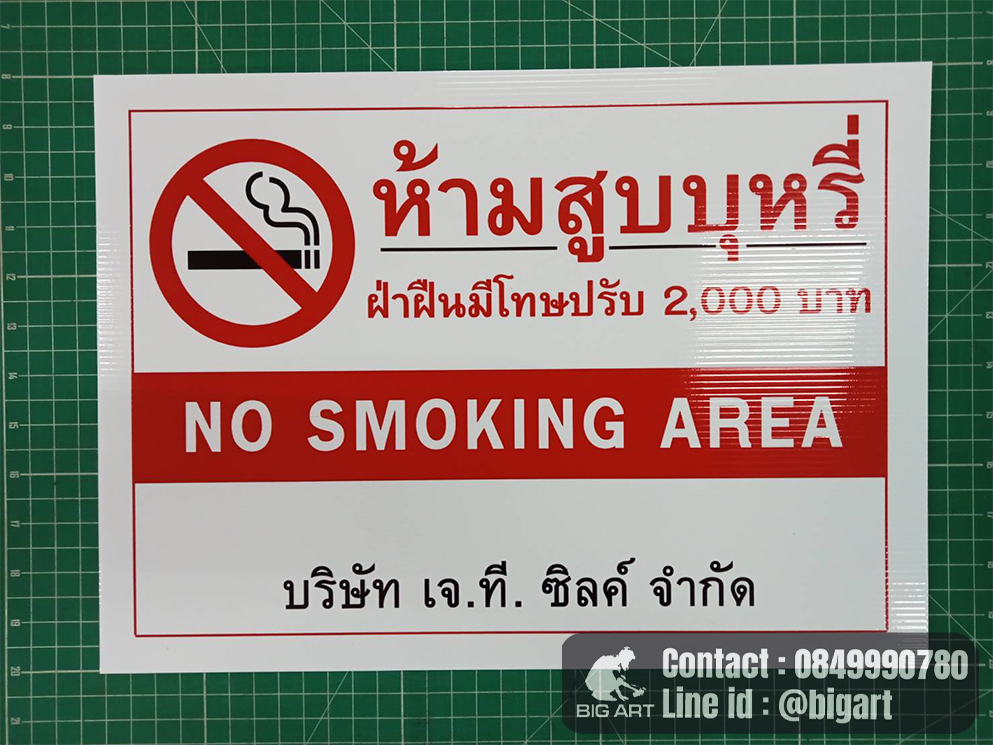 ห้ามสูบบุหรี่
ฝ่าฝืนมีโทษปรับ 2,000 บาท
NO SMOKING AREA
บริษัท เจ.ที. ซิลค์ จำกัด
Contact : 0849990780
BIG ART Line id : @bigart